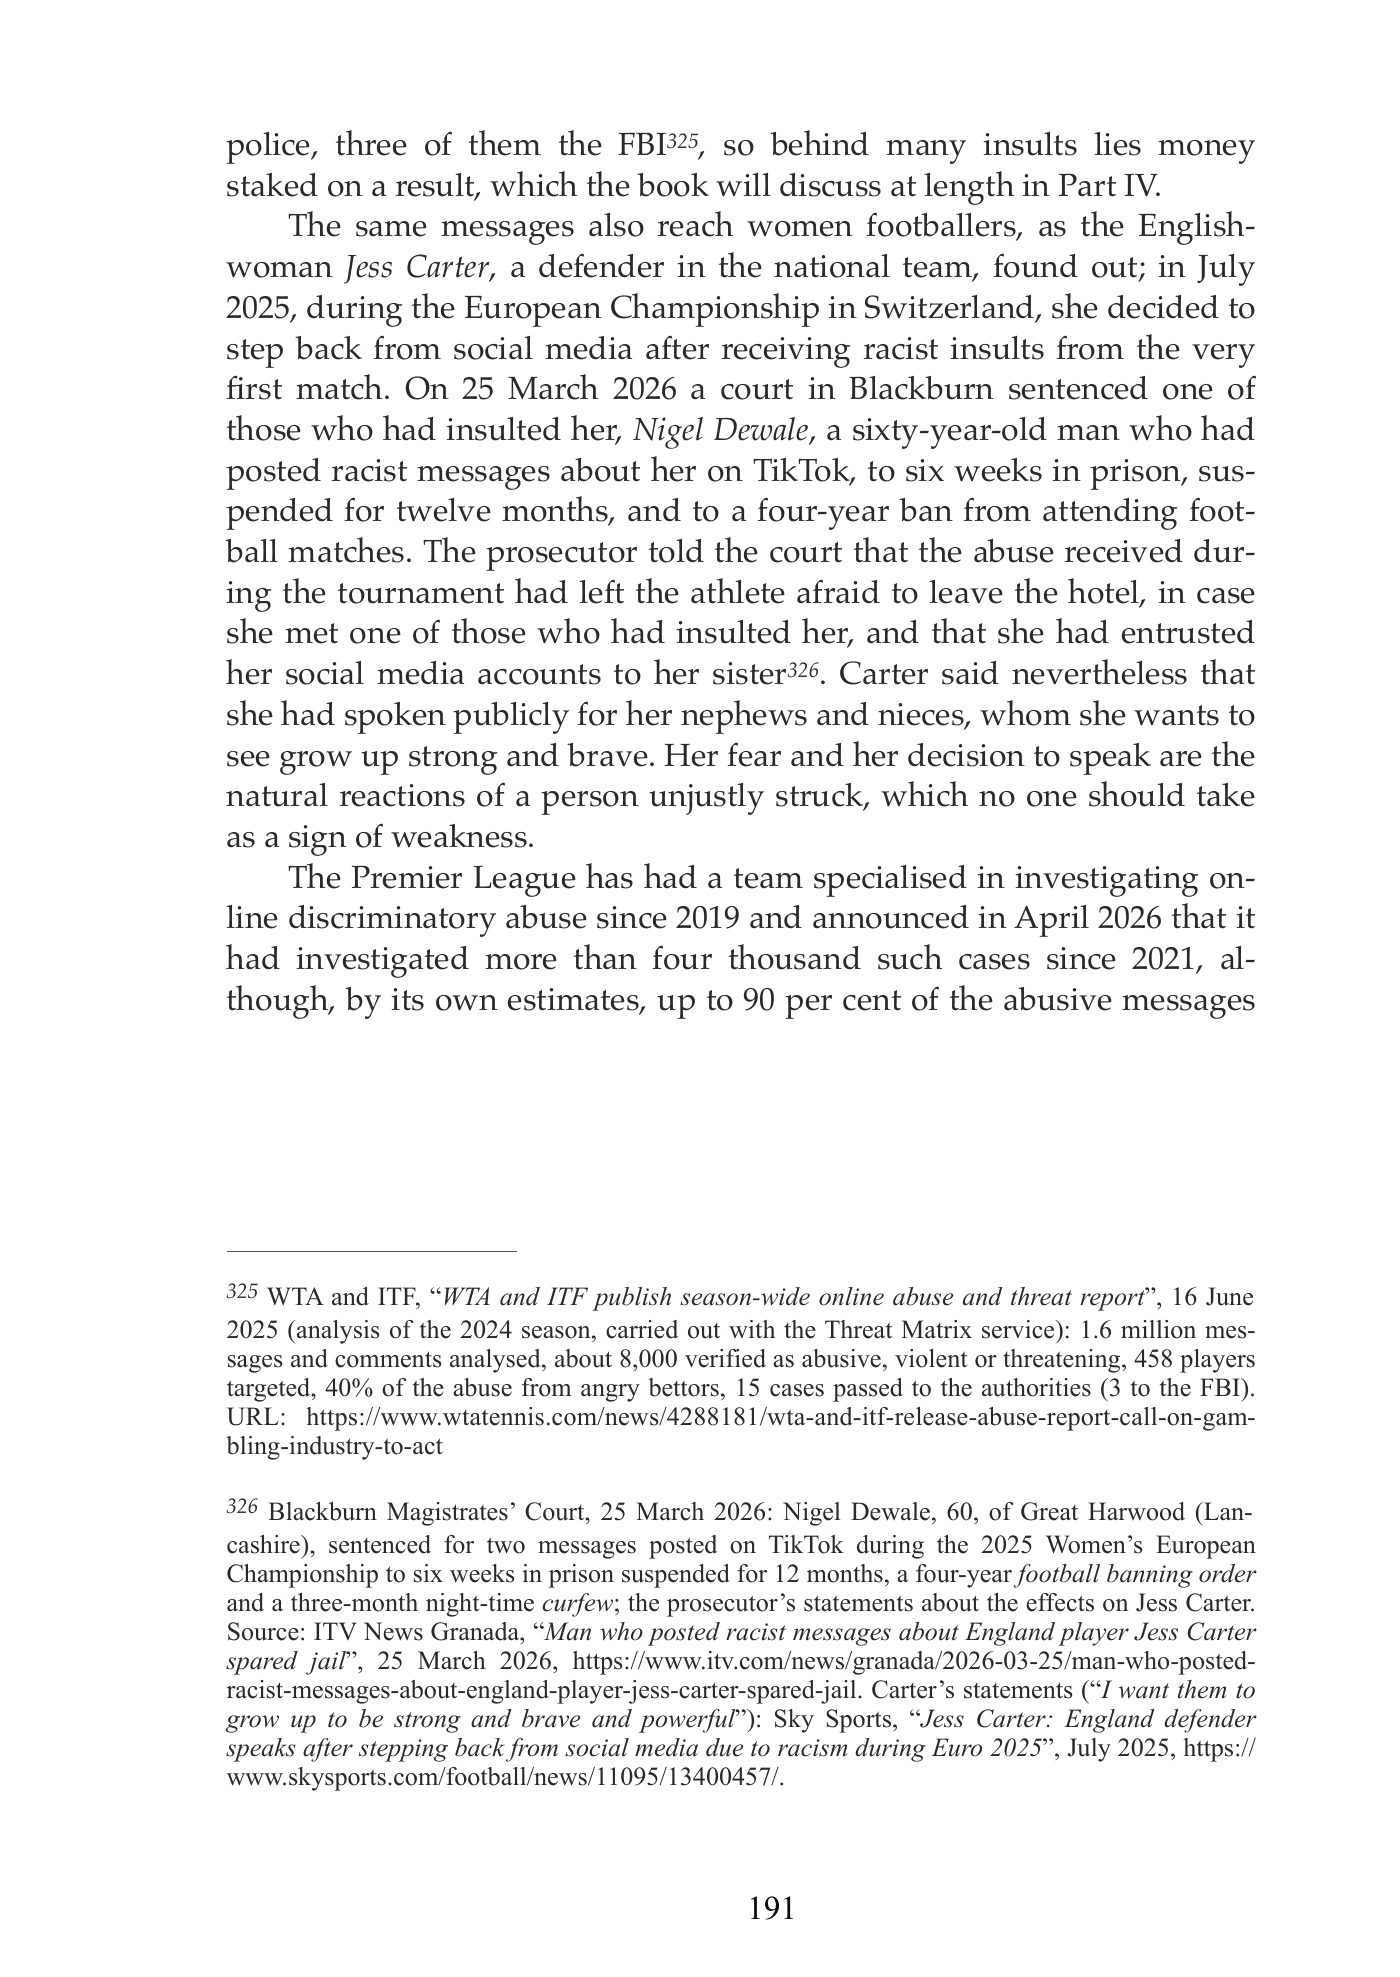 police, three of them the FBI325, so behind many insults lies money
staked on a result, which the book will discuss at length in Part IV.
The same messages also reach women footballers, as the English-
woman Jess Carter, a defender in the national team, found out; in July
2025, during the European Championship in Switzerland, she decided to
step back from social media after receiving racist insults from the very
first match. On 25 March 2026 a court in Blackburn sentenced one of
those who had insulted her, Nigel Dewale, a sixty-year-old man who had
posted racist messages about her on TikTok, to six weeks in prison, sus-
pended for twelve months, and to a four-year ban from attending foot-
ball matches. The prosecutor told the court that the abuse received dur-
ing the tournament had left the athlete afraid to leave the hotel, in case
she met one of those who had insulted her, and that she had entrusted
her social media accounts to her sister326. Carter said nevertheless that
she had spoken publicly for her nephews and nieces, whom she wants to
see grow up strong and brave. Her fear and her decision to speak are the
natural reactions of a person unjustly struck, which no one should take
as a sign of weakness.
The Premier League has had a team specialised in investigating on-
line discriminatory abuse since 2019 and announced in April 2026 that it
had investigated more than four thousand such cases since 2021, al-
though, by its own estimates, up to 90 per cent of the abusive messages
325 WTA and ITF, “WTA and ITF publish season-wide online abuse and threat report”, 16 June
2025 (analysis of the 2024 season, carried out with the Threat Matrix service): 1.6 million mes-
sages and comments analysed, about 8,000 verified as abusive, violent or threatening, 458 players
targeted, 40% of the abuse from angry bettors, 15 cases passed to the authorities (3 to the FBI).
URL: https://www.wtatennis.com/news/4288181/wta-and-itf-release-abuse-report-call-on-gam-
bling-industry-to-act
326 Blackburn Magistrates’ Court, 25 March 2026: Nigel Dewale, 60, of Great Harwood (Lan-
cashire), sentenced for two messages posted on TikTok during the 2025 Women’s European
Championship to six weeks in prison suspended for 12 months, a four-year football banning order
and a three-month night-time curfew; the prosecutor’s statements about the effects on Jess Carter.
Source: ITV News Granada, “Man who posted racist messages about England player Jess Carter
spared jail”, 25 March 2026, https://www.itv.com/news/granada/2026-03-25/man-who-posted-
racist-messages-about-england-player-jess-carter-spared-jail. Carter’s statements (“I want them to
grow up to be strong and brave and powerful”): Sky Sports, “Jess Carter: England defender
speaks after stepping back from social media due to racism during Euro 2025”, July 2025, https://
www.skysports.com/football/news/11095/13400457/.
191